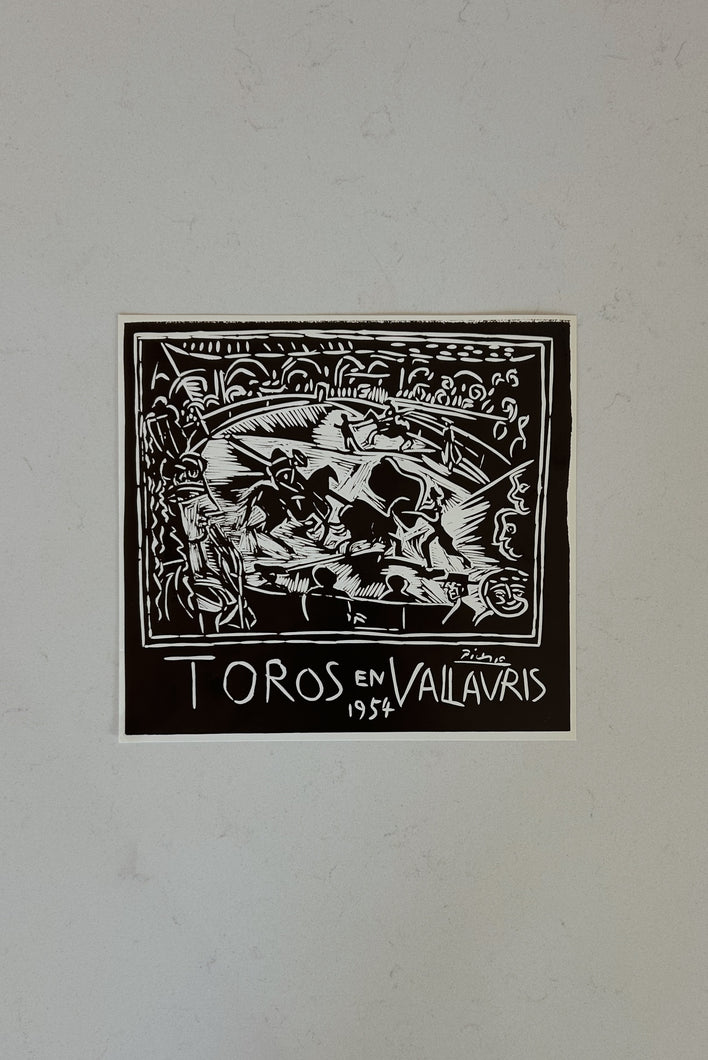 Picasso
TOROS EN VALLAURIS
1954